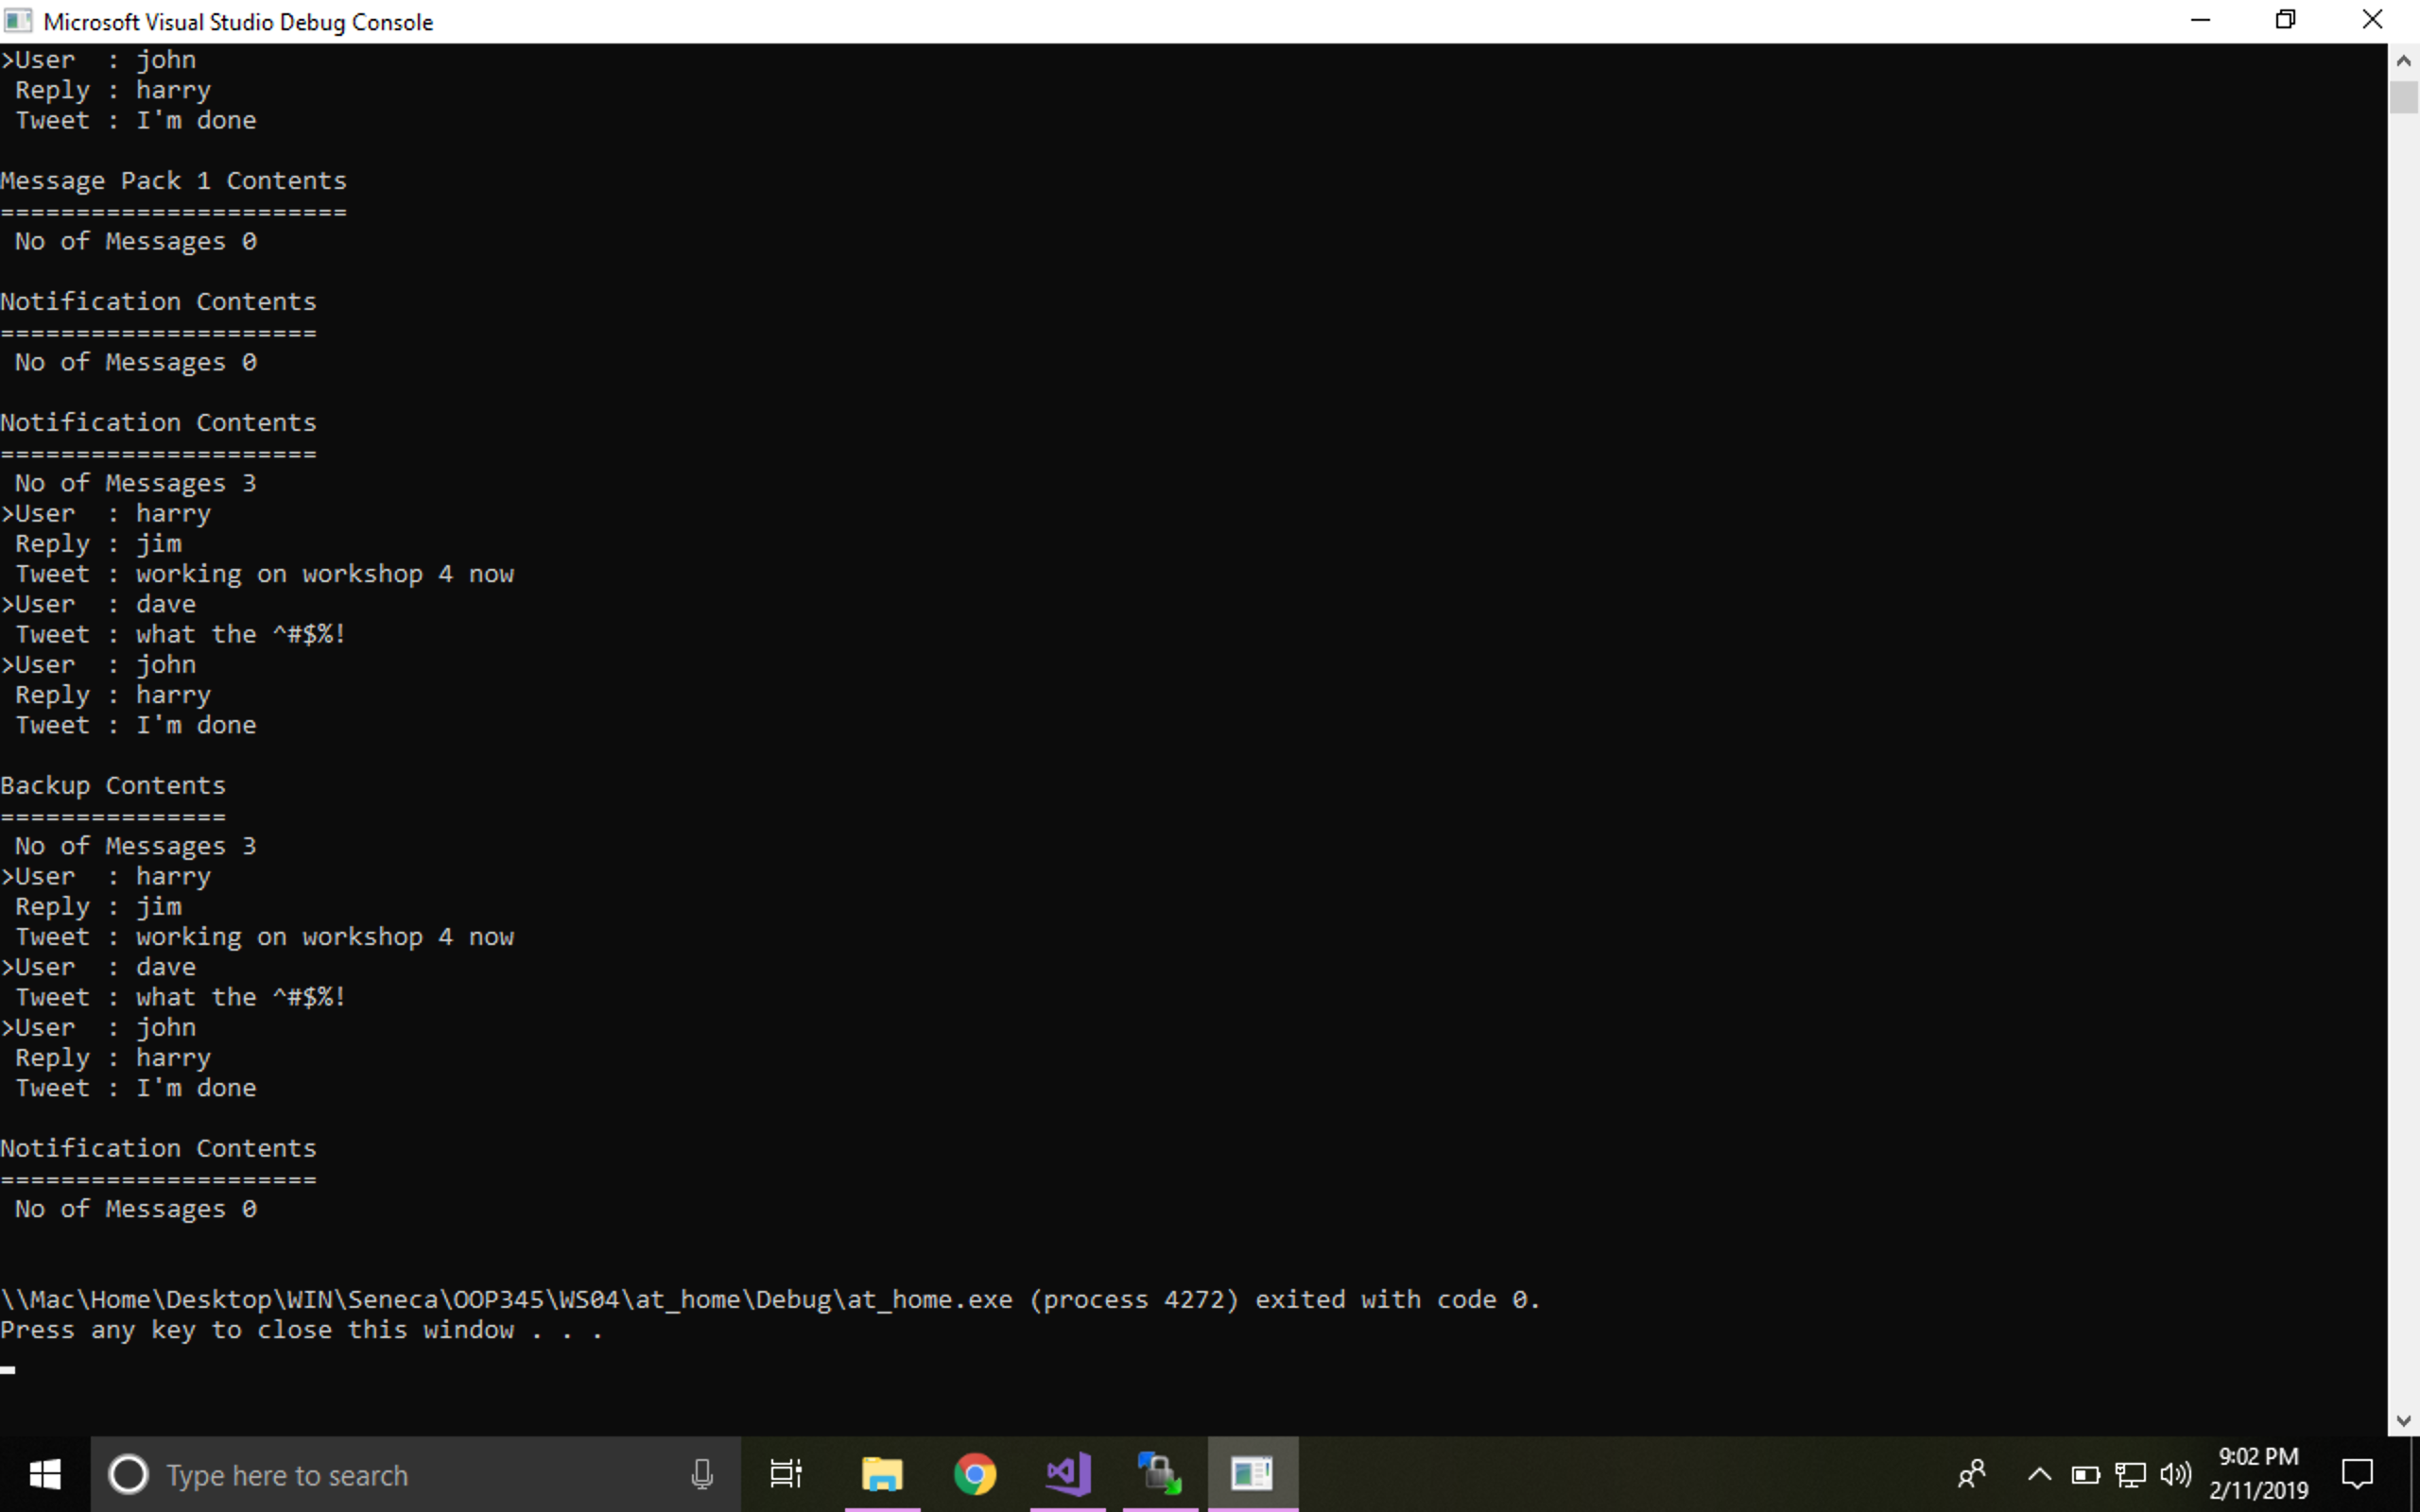 Microsoft Visual Studio Debug Console
>User  : john
 Reply : harry
 Tweet : I'm done

Message Pack 1 Contents
=======================
 No of Messages 0

Notification Contents
=====================
 No of Messages 0

Notification Contents
=====================
 No of Messages 3
>User  : harry
 Reply : jim
 Tweet : working on workshop 4 now
>User  : dave
 Tweet : what the ^#$%!
>User  : john
 Reply : harry
 Tweet : I'm done

Backup Contents
===============
 No of Messages 3
>User  : harry
 Reply : jim
 Tweet : working on workshop 4 now
>User  : dave
 Tweet : what the ^#$%!
>User  : john
 Reply : harry
 Tweet : I'm done

Notification Contents
=====================
 No of Messages 0

\\Mac\Home\Desktop\WIN\Seneca\OOP345\WS04\at_home\Debug\at_home.exe (process 4272) exited with code 0.
Press any key to close this window . . .
Type here to search
9:02 PM
2/11/2019